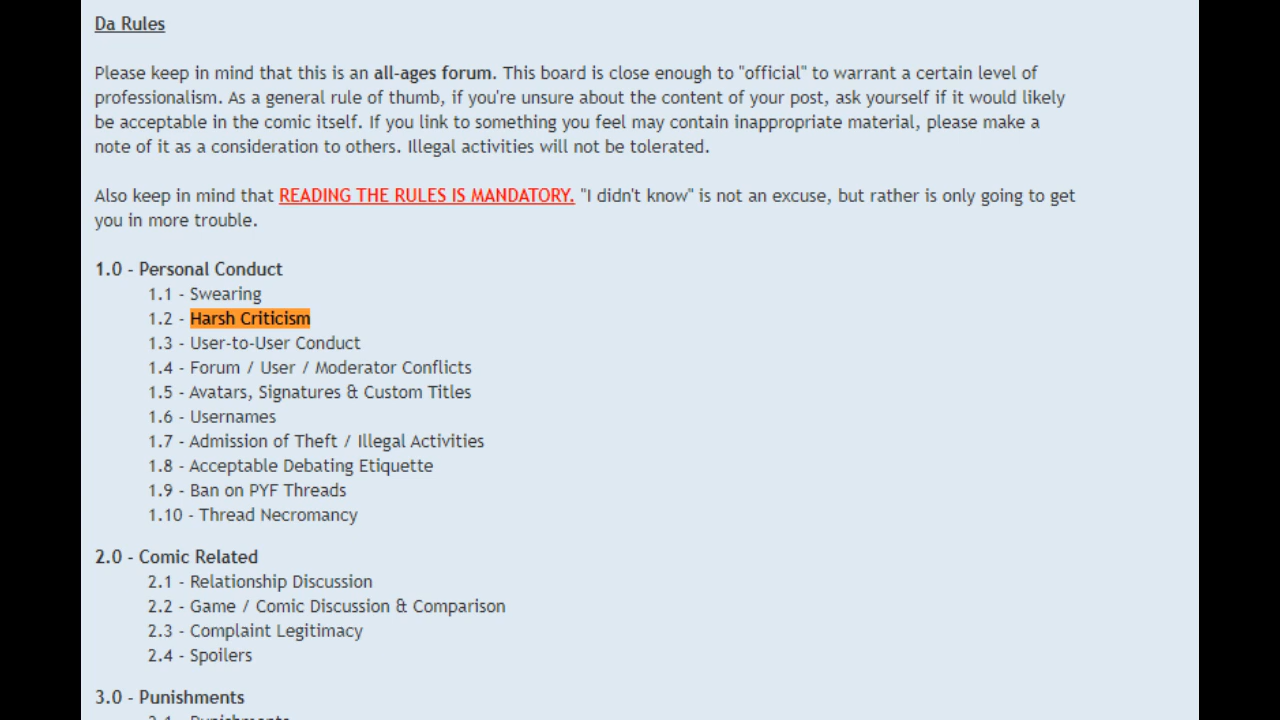 Da Rules
Please keep in mind that this is an all-ages forum. This board is close enough to "official" to warrant a certain level of
professionalism. As a general rule of thumb, if you're unsure about the content of your post, ask yourself if it would likely
be acceptable in the comic itself. If you link to something you feel may contain inappropriate material, please make a
note of it as a consideration to others. Illegal activities will not be tolerated.
Also keep in mind that READING THE RULES IS MANDATORY. "I didn't know" is not an excuse, but rather is only going to get
you in more trouble.
1.0 - Personal Conduct
1.1 - Swearing
1.2 - Harsh Criticism
1.3 - User-to-User Conduct
1.4 - Forum / User / Moderator Conflicts
1.5 - Avatars, Signatures & Custom Titles
1.6 - Usernames
1.7 - Admission of Theft / Illegal Activities
1.8 - Acceptable Debating Etiquette
1.9 - Ban on PYF Threads
1.10 - Thread Necromancy
2.0 - Comic Related
2.1 - Relationship Discussion
2.2 - Game / Comic Discussion & Comparison
2.3 - Complaint Legitimacy
2.4 - Spoilers
3.0 - Punishments
3.1 - Punishments